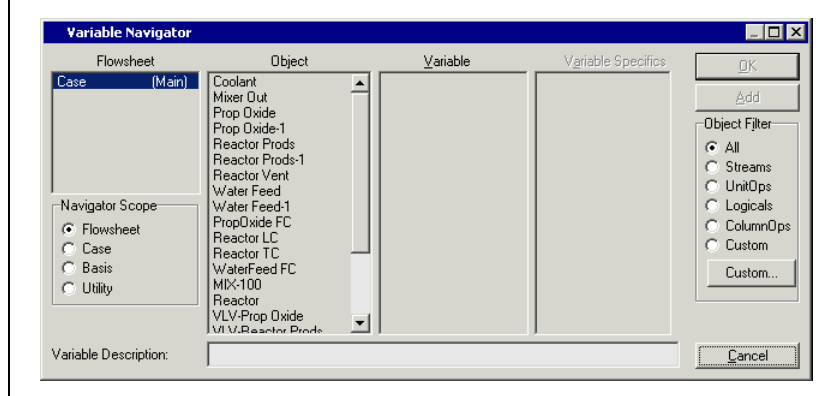 Variable Navigator
Flowsheet
Object
Variable
Variable Specifics
Case (Main)
Coolant
Mixer Out
Prop Oxide
Prop Oxide-1
Reactor Prods
Reactor Prods-1
Reactor Vent
Water Feed
Water Feed-1
PropOxide FC
Reactor LC
Reactor TC
WaterFeed FC
MIX-100
Reactor
VLV-Prop Oxide
VLV-Reactor Prods
Navigator Scope
Flowsheet
Case
Basis
Utility
OK
Add
Object Filter
All
Streams
UnitOps
Logicals
ColumnOps
Custom
Custom...
Variable Description:
Cancel